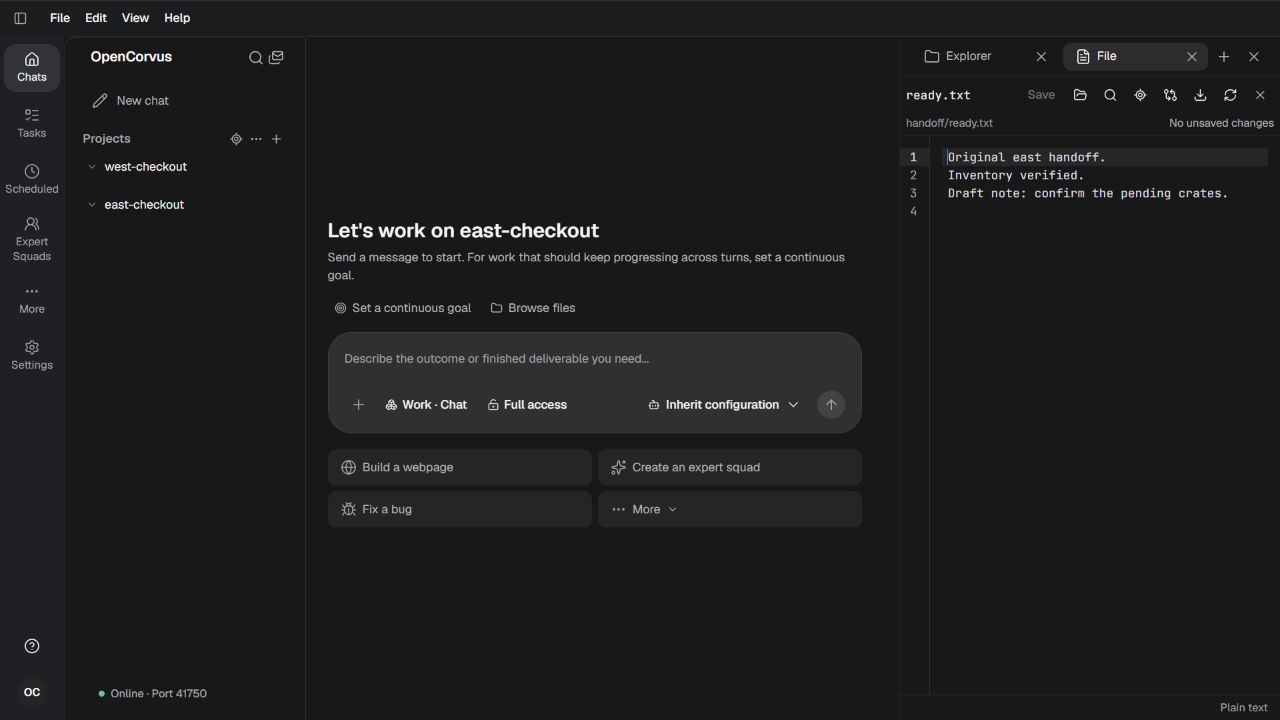 File Edit View Help
Chats
Tasks
Scheduled
Expert
Squads
More
Settings
OC
OpenCorvus
New chat
Projects
west-checkout
east-checkout
Online · Port 41750
Let's work on east-checkout
Send a message to start. For work that should keep progressing across turns, set a continuous
goal.
Set a continuous goal Browse files
Describe the outcome or finished deliverable you need...
Work · Chat Full access Inherit configuration
Build a webpage Create an expert squad
Fix a bug More
Explorer File
ready.txt Save
handoff/ready.txt No unsaved changes
1 Original east handoff.
2 Inventory verified.
3 Draft note: confirm the pending crates.
4
Plain text